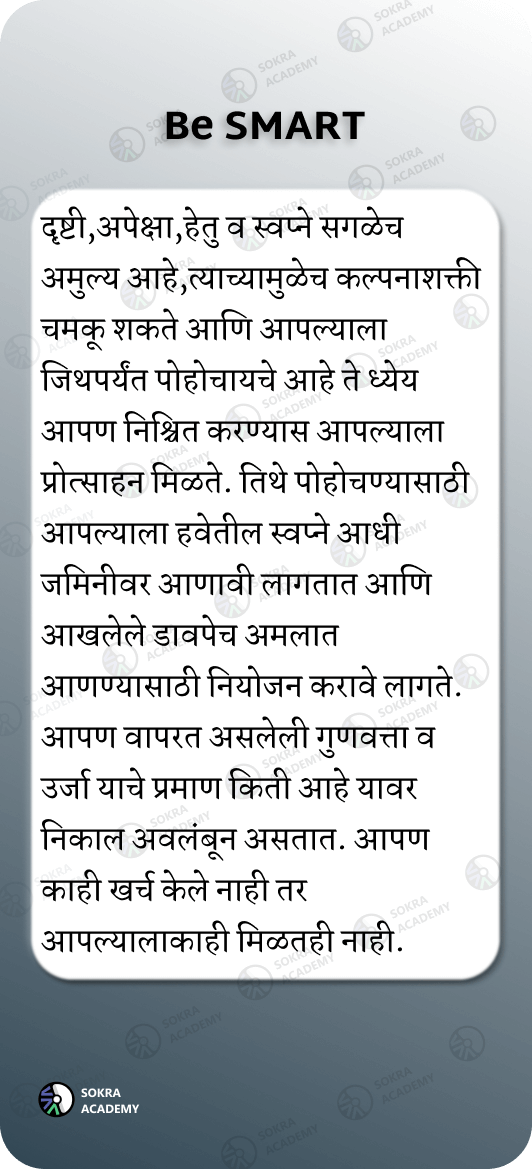 Be SMART
दृष्टी,अपेक्षा,हेतु व स्वप्ने सगळेच
अमुल्य आहे,त्याच्यामुळेच कल्पनाशक्ती
चमकू शकते आणि आपल्याला
जिथपर्यंत पोहोचायचे आहे ते ध्येय
आपण निश्चित करण्यास आपल्याला
प्रोत्साहन मिळते. तिथे पोहोचण्यासाठी
आपल्याला हवेतील स्वप्ने आधी
जमिनीवर आणावी लागतात आणि
आखलेले डावपेच अमलात
आणण्यासाठी नियोजन करावे लागते.
आपण वापरत असलेली गुणवत्ता व
उर्जा याचे प्रमाण किती आहे यावर
निकाल अवलंबून असतात. आपण
काही खर्च केले नाही तर
आपल्यालाकाही मिळतही नाही.
SOKRA
ACADEMY